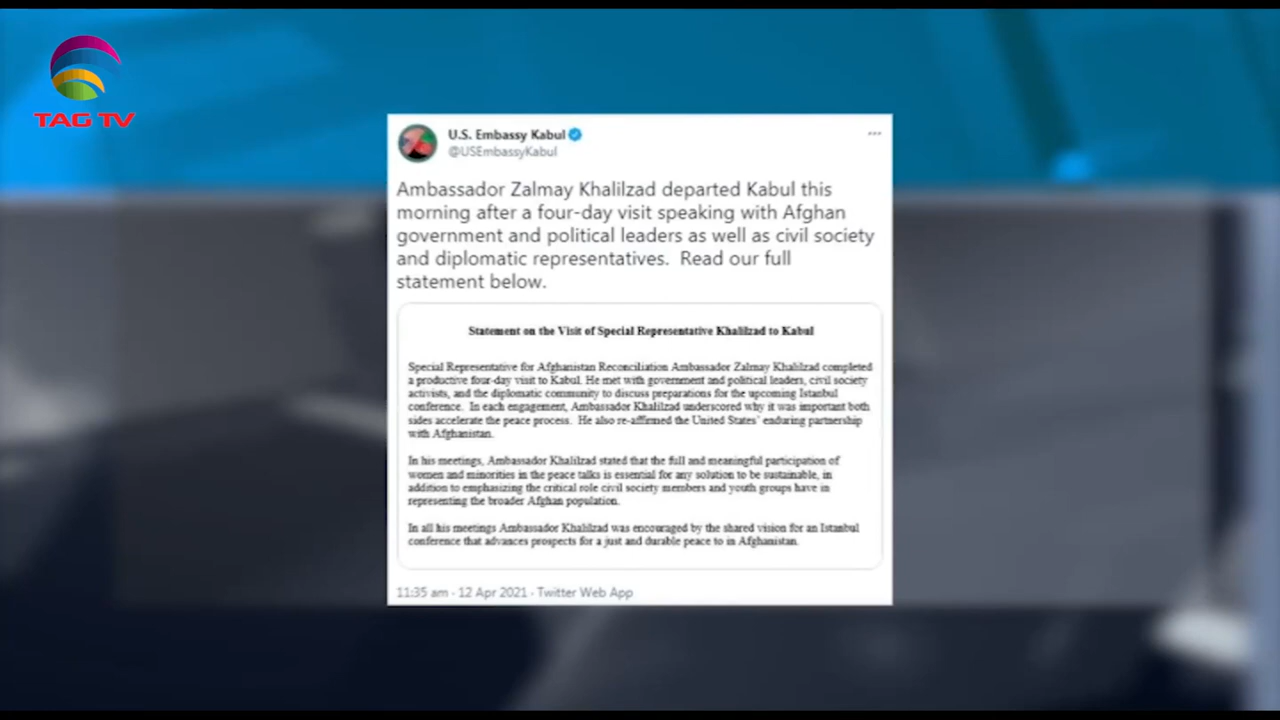 TAG TV
U.S. Embassy Kabul
@USEmbassyKabul
Ambassador Zalmay Khalilzad departed Kabul this
morning after a four-day visit speaking with Afghan
government and political leaders as well as civil society
and diplomatic representatives. Read our full
statement below.
Statement on the Visit of Special Representative Khalilzad to Kabul
Special Representative for Afghanistan Reconciliation Ambassador Zalmay Khalilzad completed
a productive four-day visit to Kabul. He met with government and political leaders, civil society
activists, and the diplomatic community to discuss preparations for the upcoming Istanbul
conference. In each engagement, Ambassador Khalilzad underscored why it was important both
sides accelerate the peace process. He also re-affirmed the United States' enduring partnership
with Afghanistan.
In his meetings, Ambassador Khalilzad stated that the full and meaningful participation of
women and minorities in the peace talks is essential for any solution to be sustainable, in
addition to emphasizing the critical role civil society members and youth groups have in
representing the broader Afghan population.
In all his meetings Ambassador Khalilzad was encouraged by the shared vision for an Istanbul
conference that advances prospects for a just and durable peace to in Afghanistan.
11:35 am · 12 Apr 2021 · Twitter Web App